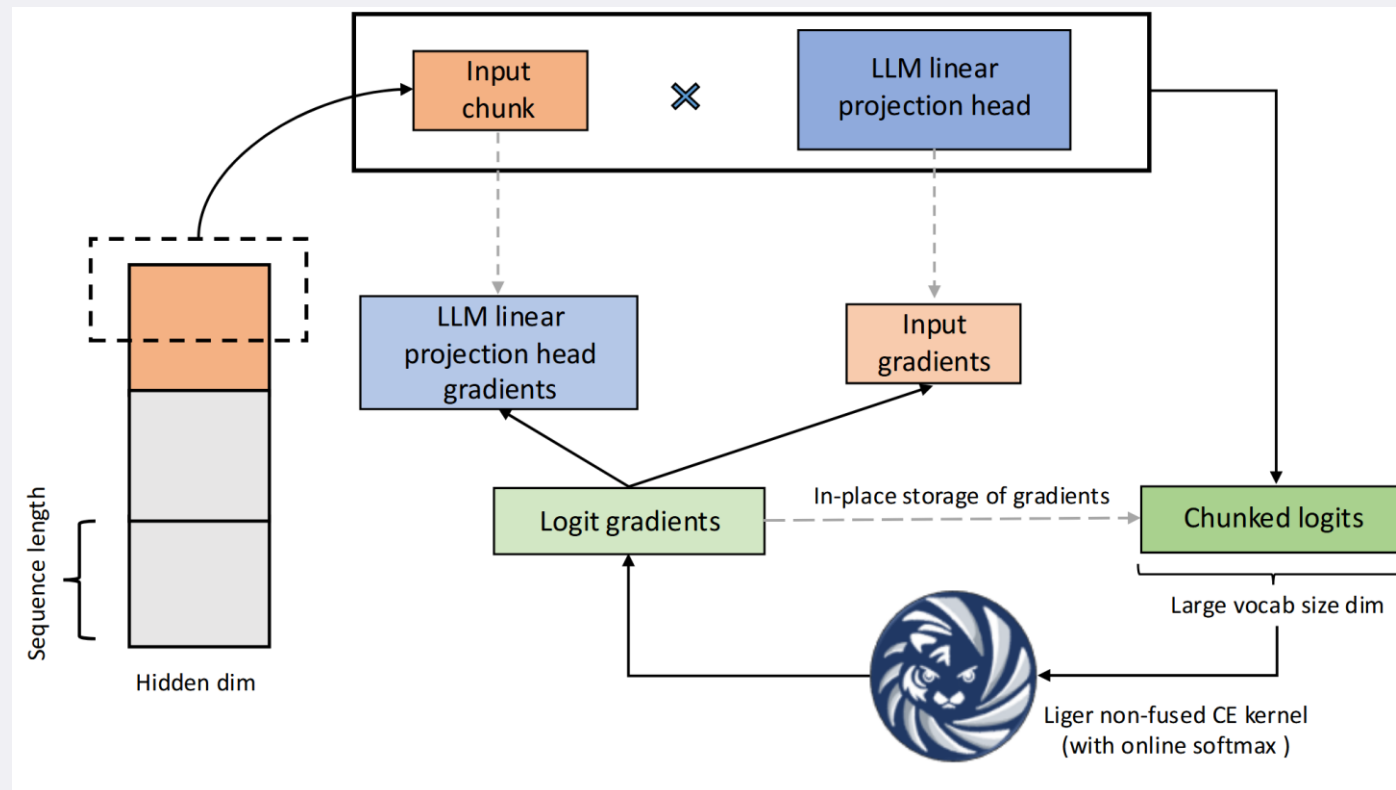 Input
chunk
LLM linear
projection head
LLM linear
projection head
gradients
Input
gradients
Logit gradients
In-place storage of gradients
Chunked logits
Large vocab size dim
Sequence length
Hidden dim
Liger non-fused CE kernel
(with online softmax )